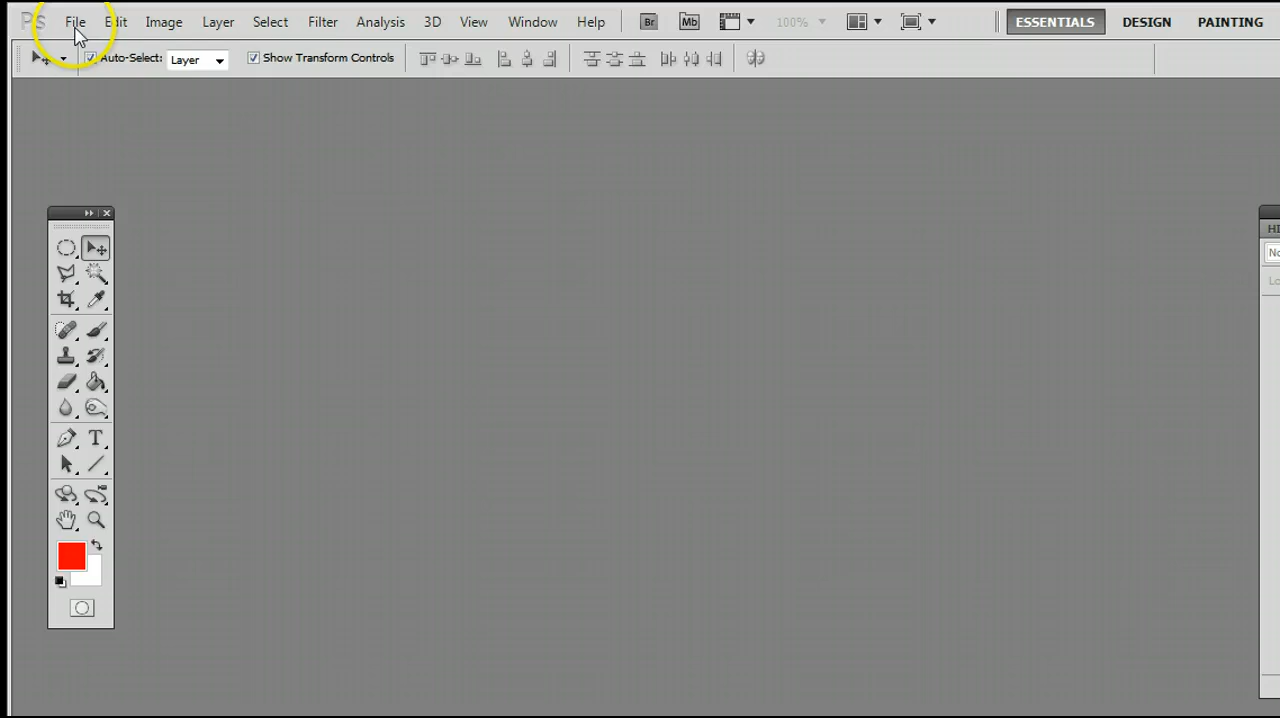 Ps File Edit Image Layer Select Filter Analysis 3D View Window Help Br Mb 100% ESSENTIALS DESIGN PAINTING
Auto-Select: Layer Show Transform Controls
T